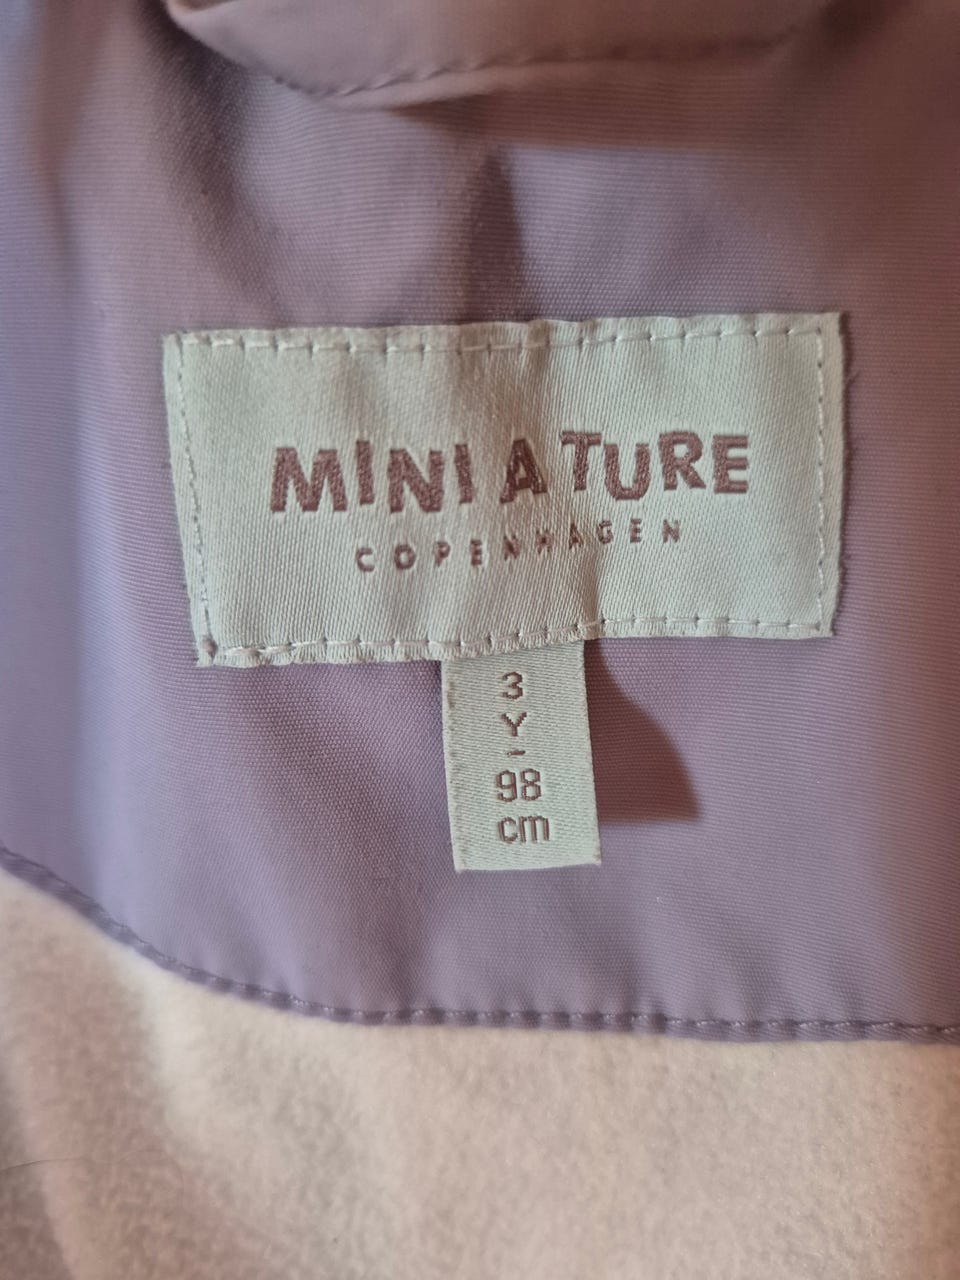 MINI A TURE
COPENHAGEN
3
Y
-
98
cm